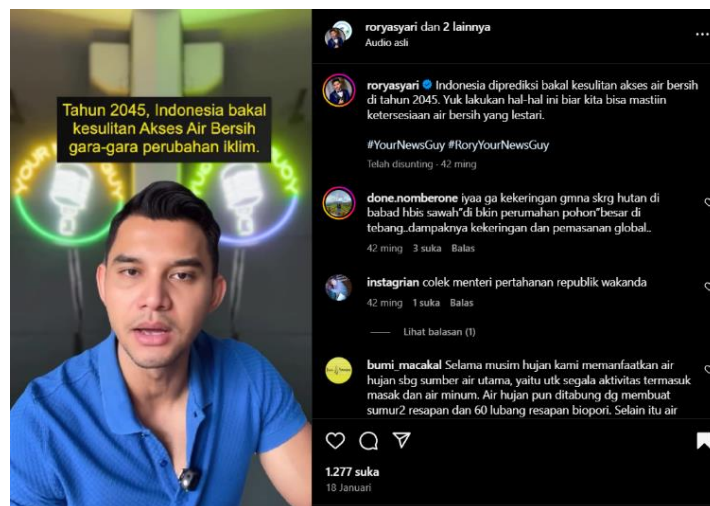 Tahun 2045, Indonesia bakal
kesulitan Akses Air Bersih
gara-gara perubahan iklim.
YOUR NEWS GUY
roryasyari dan 2 lainnya
Audio asli
roryasyari Indonesia diprediksi bakal kesulitan akses air bersih
di tahun 2045. Yuk lakukan hal-hal ini biar kita bisa mastiin
ketersesiaan air bersih yang lestari.
#YourNewsGuy #RoryYourNewsGuy
Telah disunting · 42 ming
done.nomberone iyaa ga kekeringan gmna skrg hutan di
babad hbis sawah"di bkin perumahan pohon"besar di
tebang..dampaknya kekeringan dan pemasanan global..
42 ming 3 suka Balas
instagrian colek menteri pertahanan republik wakanda
42 ming 1 suka Balas
Lihat balasan (1)
bumi_macakal Selama musim hujan kami memanfaatkan air
hujan sbg sumber air utama, yaitu utk segala aktivitas termasuk
masak dan air minum. Air hujan pun ditabung dg membuat
sumur2 resapan dan 60 lubang resapan biopori. Selain itu air
1.277 suka
18 Januari